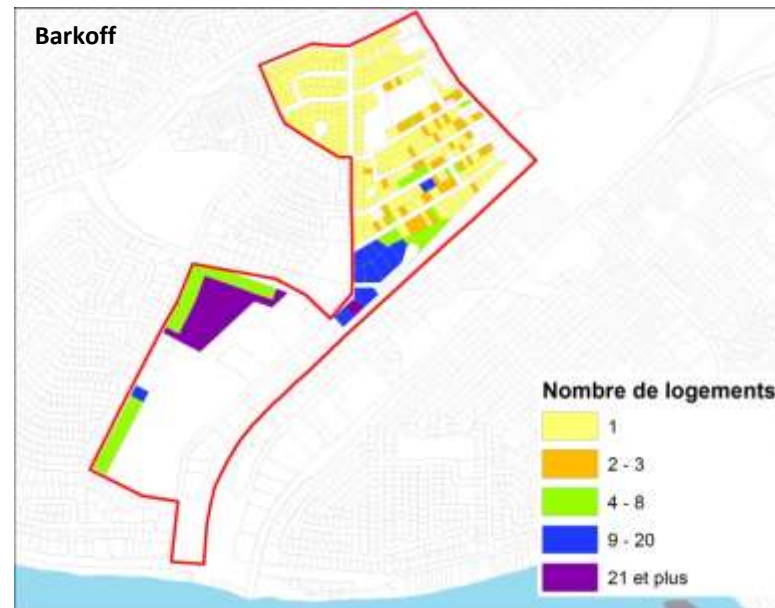 Barkoff
Nombre de logements
1
2 - 3
4 - 8
9 - 20
21 et plus